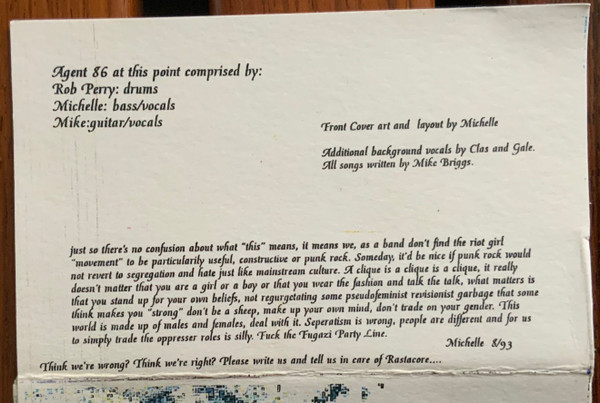 Agent 86 at this point comprised by:
Rob Perry: drums
Michelle: bass/vocals
Mike:guitar/vocals
Front Cover art and layout by Michelle
Additional background vocals by Clas and Gale.
All songs written by Mike Briggs.
just so there's no confusion about what "this" means, it means we, as a band don't find the riot girl
"movement" to be particularily useful, constructive or punk rock. Someday, it'd be nice if punk rock would
not revert to segregation and hate just like mainstream culture. A clique is a clique is a clique, it really
doesn't matter that you are a girl or a boy or that you wear the fashion and talk the talk, what matters is
that you stand up for your own beliefs, not regurgetating some pseudofeminist revisionist garbage that some
think makes you "strong" don't be a sheep, make up your own mind, don't trade on your gender. This
world is made up of males and females, deal with it. Seperatism is wrong, people are different and for us
to simply trade the oppresser roles is silly. Fuck the Fugazi Party Line.
Michelle 8/93
Think we're wrong? Think we're right? Please write us and tell us in care of Rastacore....